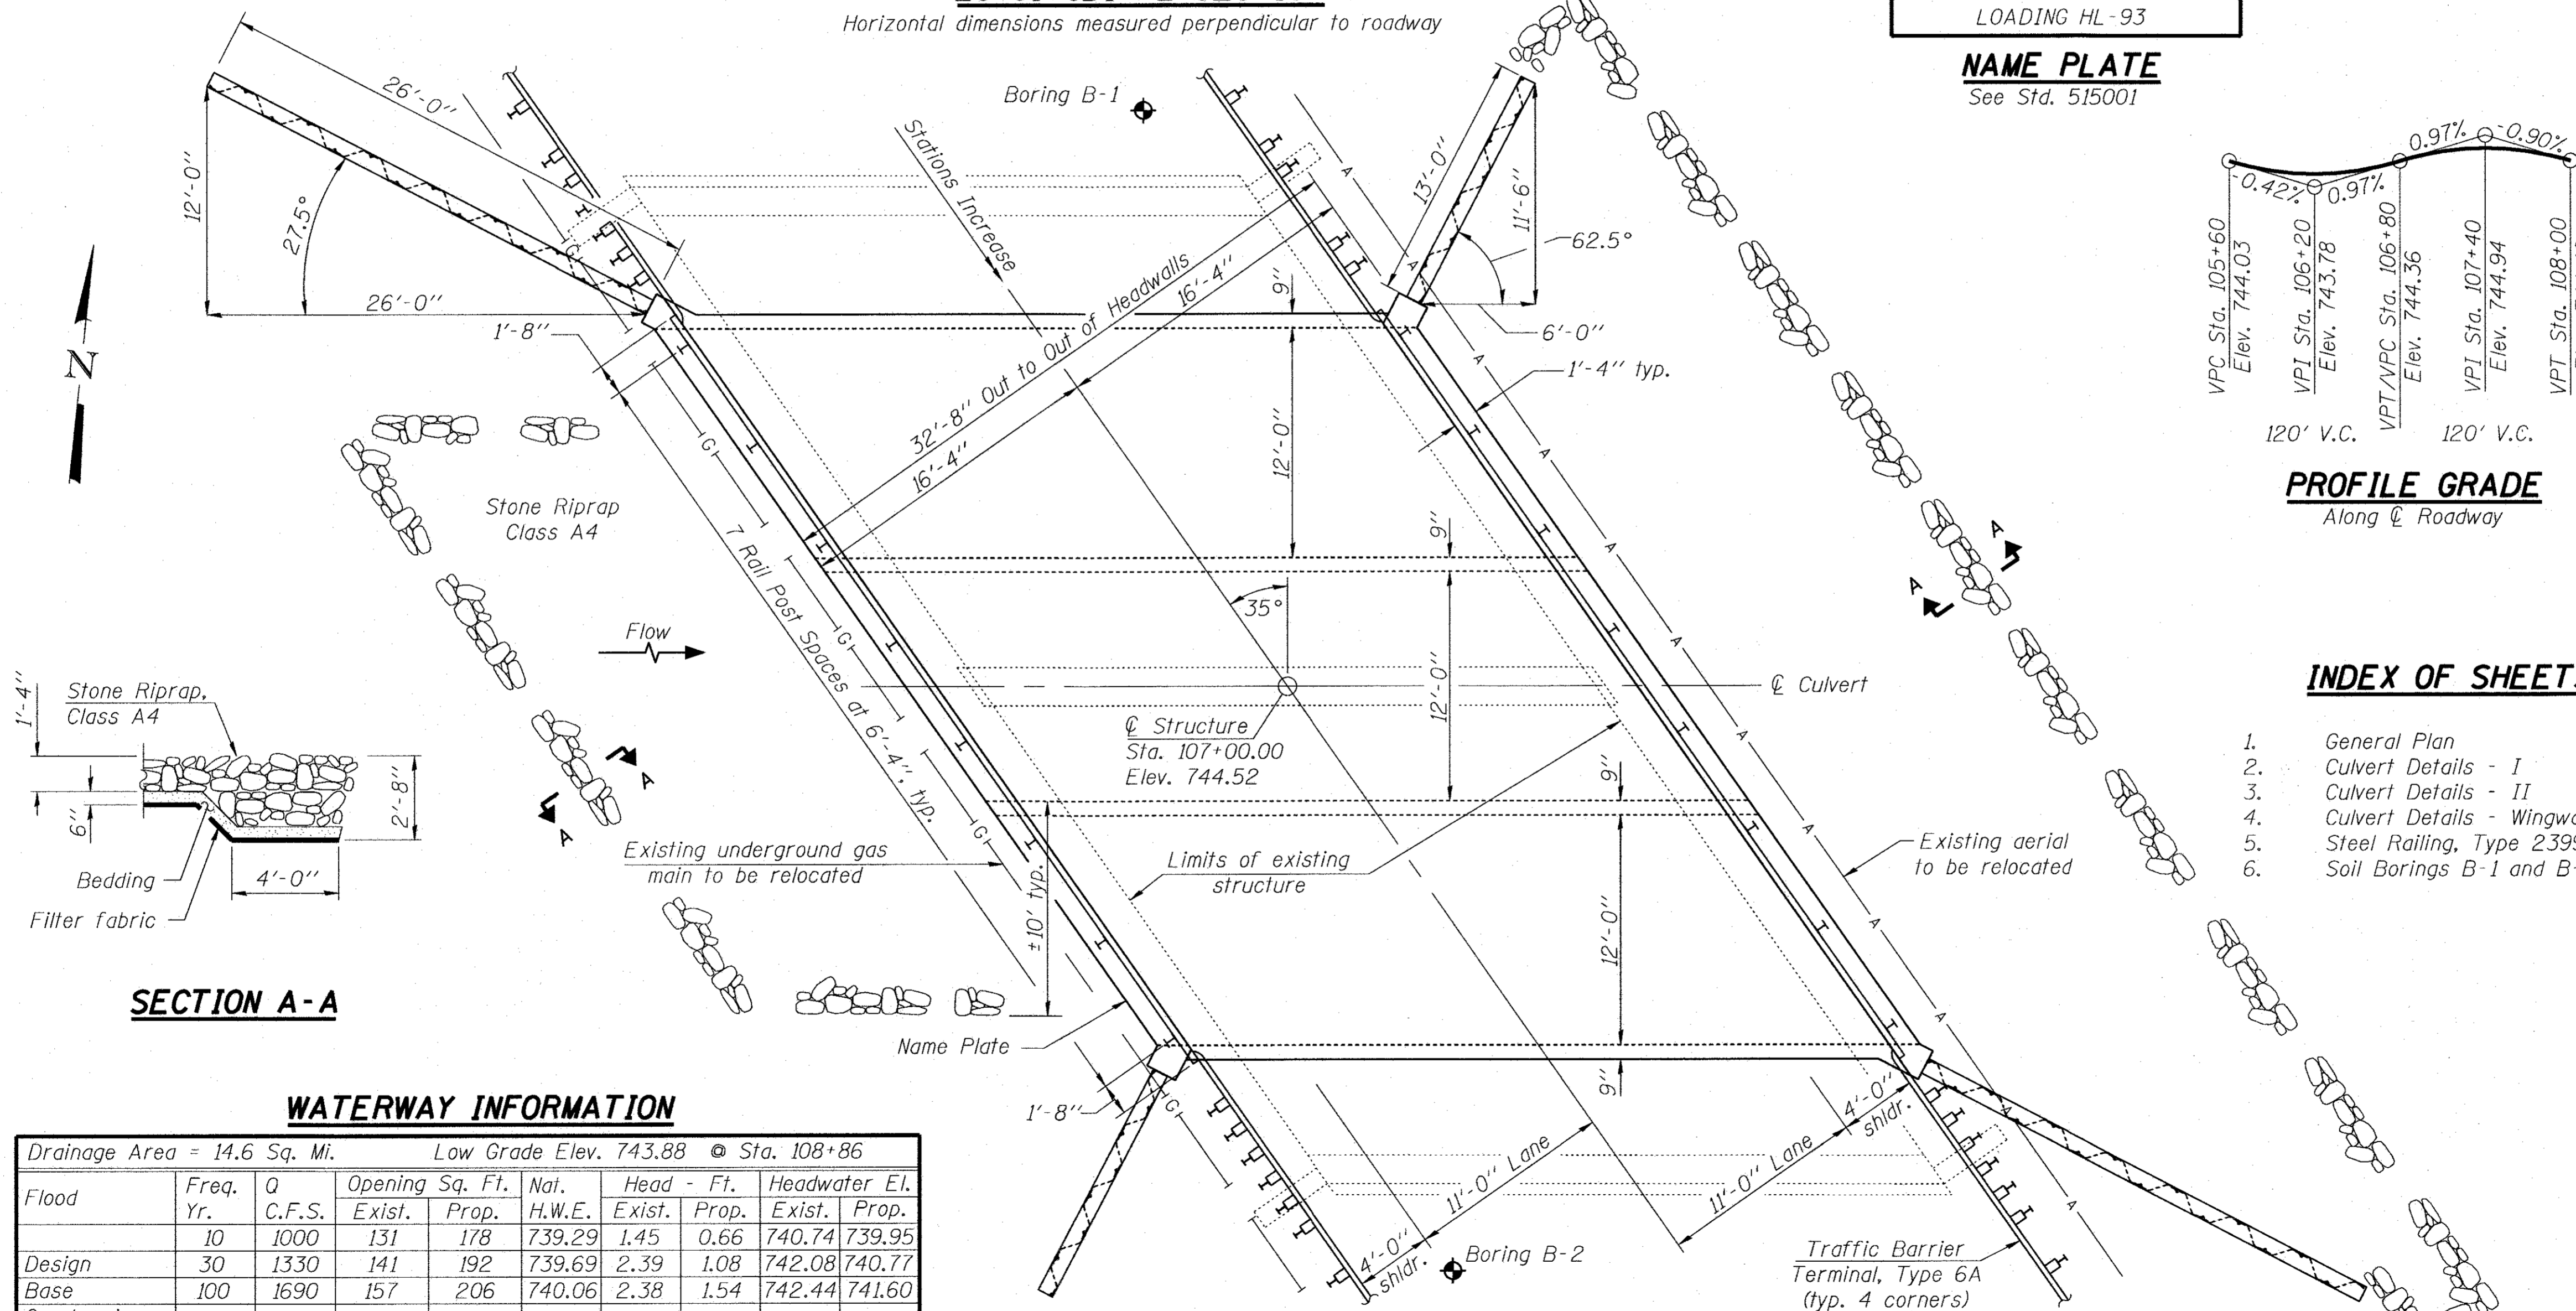 Horizontal dimensions measured perpendicular to roadway
LOADING HL-93
NAME PLATE
See Std. 515001
26'-0"
12'-0"
27.5°
26'-0"
1'-8"
N
Boring B-1
Stations Increase
32'-8" Out to Out of Headwalls
16'-4"
16'-4"
9"
13'-0"
11'-6"
62.5°
6'-0"
1'-4" typ.
12'-0"
9"
A
A
A
A
A
A
A
A
A
A
A
A
G
G
G
G
G
-0.42%
0.97%
0.97%
-0.90%
VPC Sta. 105+60
Elev. 744.03
VPI Sta. 106+20
Elev. 743.78
VPT/VPC Sta. 106+80
Elev. 744.36
VPI Sta. 107+40
Elev. 744.94
VPT Sta. 108+00
120' V.C.
120' V.C.
PROFILE GRADE
Along ℄ Roadway
Stone Riprap
Class A4
7 Rail Post Spaces at 6'-4", typ.
Flow
35°
12'-0"
℄ Culvert
℄ Structure
Sta. 107+00.00
Elev. 744.52
A
A
A
A
9"
Existing underground gas
main to be relocated
±10' typ.
Limits of existing
structure
Existing aerial
to be relocated
12'-0"
9"
Name Plate
1'-8"
4'-0"
shldr.
11'-0" Lane
11'-0" Lane
4'-0"
shldr.
Boring B-2
Traffic Barrier
Terminal, Type 6A
(typ. 4 corners)
1'-4"
Stone Riprap,
Class A4
6"
2'-8"
Bedding
4'-0"
Filter fabric
SECTION A-A
INDEX OF SHEET
1. General Plan
2. Culvert Details - I
3. Culvert Details - II
4. Culvert Details -
5. Steel Railing, Type
6. Soil Borings B-1 and
WATERWAY INFORMATION
Drainage Area = 14.6 Sq. Mi. Low Grade Elev. 743.88 @ Sta. 108+86
Flood Freq. Yr. Q C.F.S. Opening Sq. Ft. Nat. H.W.E. Head - Ft. Headwater El.
Exist. Prop. Exist. Prop. Exist. Prop.
10 1000 131 178 739.29 1.45 0.66 740.74 739.95
Design 30 1330 141 192 739.69 2.39 1.08 742.08 740.77
Base 100 1690 157 206 740.06 2.38 1.54 742.44 741.60